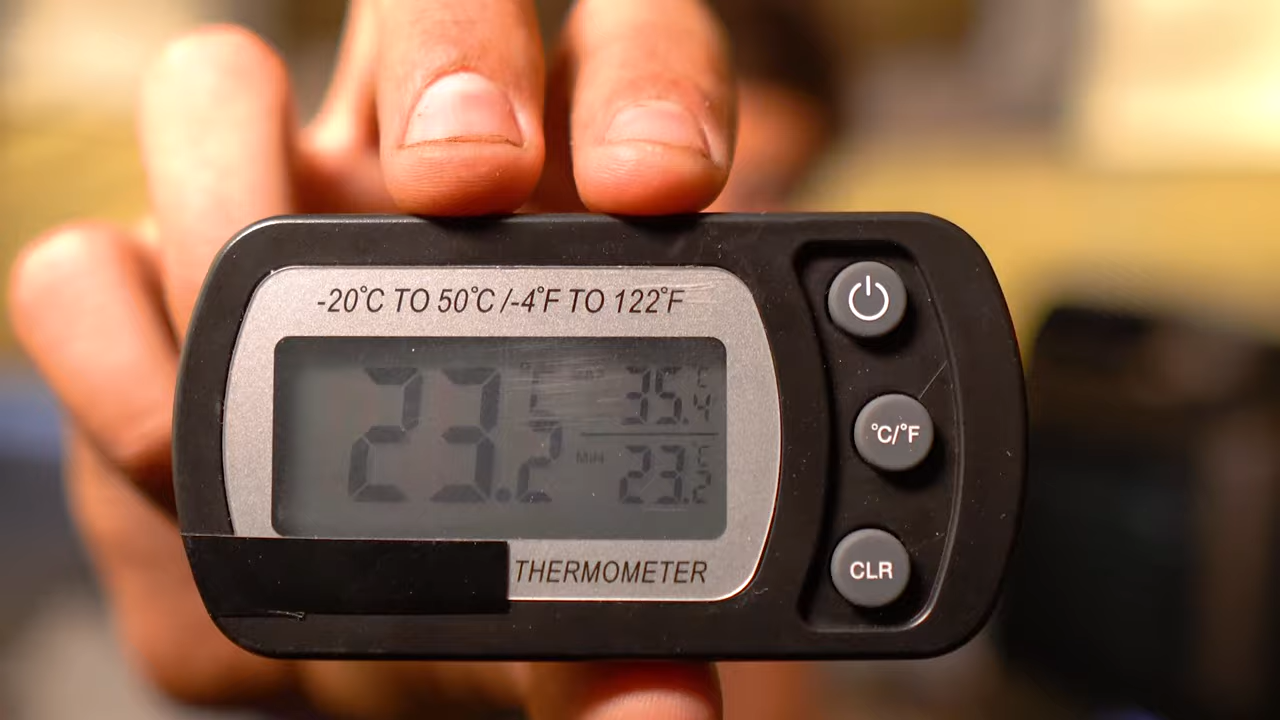 -20°C TO 50°C /-4°F TO 122°F
23.2 °C
35.4 °C
MIN 23.2 °C
THERMOMETER
°C/°F
CLR